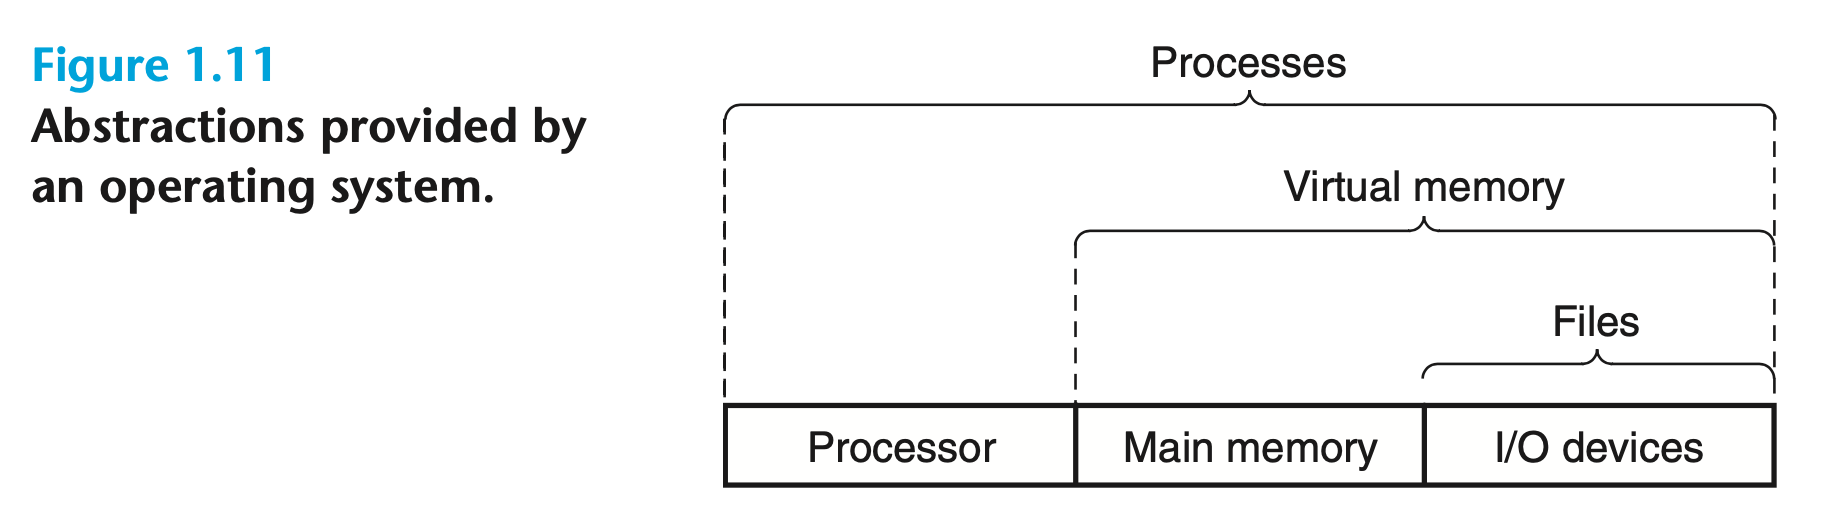 Figure 1.11
Abstractions provided by
an operating system.
Processes
Virtual memory
Files
Processor
Main memory
I/O devices